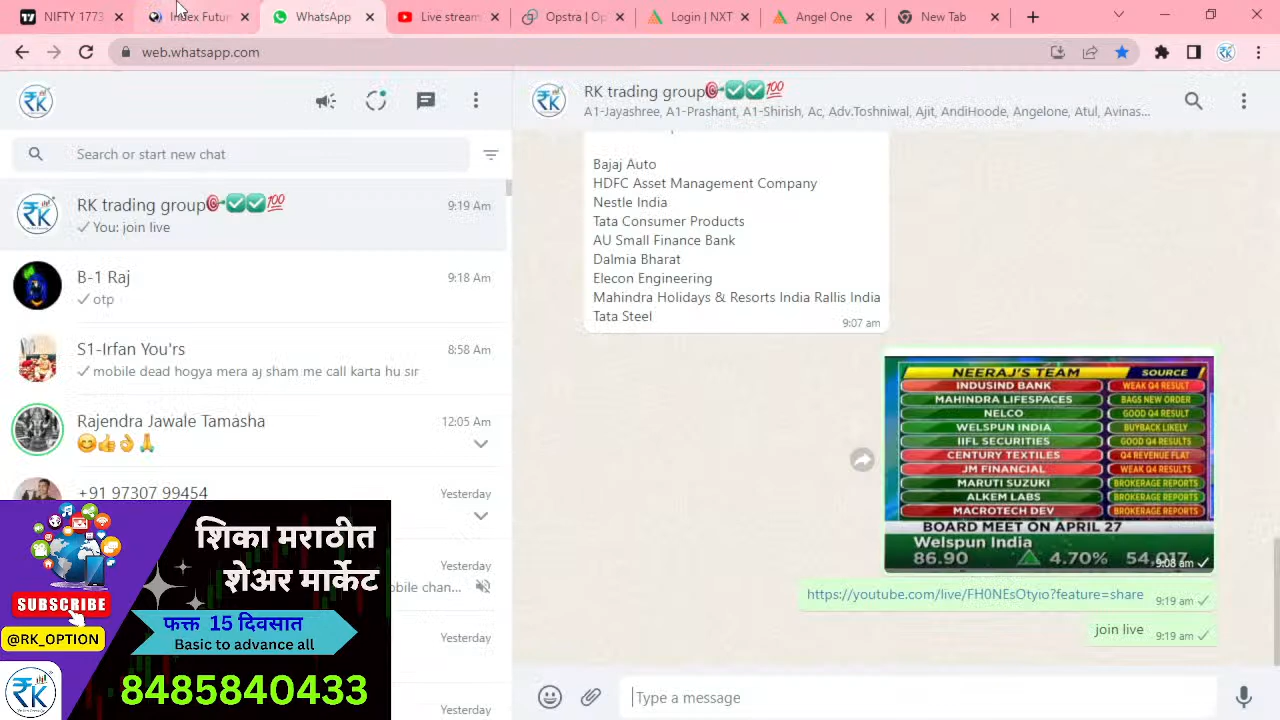 NIFTY 1773
Index Futur
WhatsApp
Live stream
Opstra | Op
Login | NXT
Angel One
New Tab
web.whatsapp.com
₹K
RK trading group🎯✅✅💯
A1-Jayashree, A1-Prashant, A1-Shirish, Ac, Adv.Toshniwal, Ajit, AndiHoode, Angelone, Atul, Avinas...
Search or start new chat
RK trading group🎯✅✅💯
9:19 Am
You: join live
B-1 Raj
9:18 Am
otp
S1-Irfan You'rs
8:58 Am
mobile dead hogya mera aj sham me call karta hu sir
Rajendra Jawale Tamasha
12:05 Am
😊👍👌🙏
+91 97307 99454
Yesterday
Yesterday
obile chan...
Yesterday
Yesterday
Bajaj Auto
HDFC Asset Management Company
Nestle India
Tata Consumer Products
AU Small Finance Bank
Dalmia Bharat
Elecon Engineering
Mahindra Holidays & Resorts India Rallis India
Tata Steel
9:07 am
NEERAJ'S TEAM SOURCE
INDUSIND BANK WEAK Q4 RESULT
MAHINDRA LIFESPACES BAGS NEW ORDER
NELCO GOOD Q4 RESULT
WELSPUN INDIA BUYBACK LIKELY
IIFL SECURITIES GOOD Q4 RESULTS
CENTURY TEXTILES Q4 REVENUE FLAT
JM FINANCIAL WEAK Q4 RESULTS
MARUTI SUZUKI BROKERAGE REPORTS
ALKEM LABS BROKERAGE REPORTS
MACROTECH DEV BROKERAGE REPORTS
BOARD MEET ON APRIL 27
Welspun India
86.90 4.70% 54,017
9:08 am
https://youtube.com/live/FH0NEsOtyio?feature=share
9:19 am
join live
9:19 am
Type a message
शिका मराठीत
शेअर मार्केट
SUBSCRIBE
@RK_OPTION
फक्त 15 दिवसात
Basic to advance all
₹K
8485840433